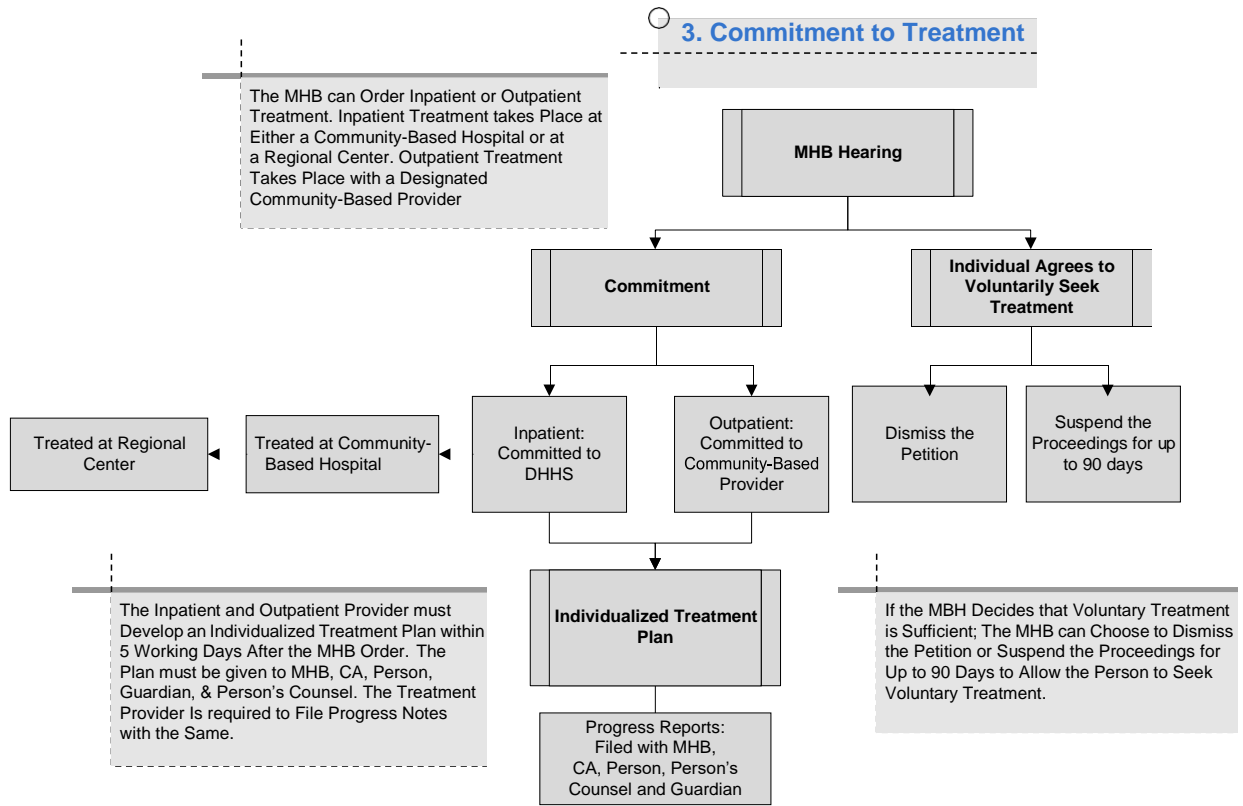 3. Commitment to Treatment
The MHB can Order Inpatient or Outpatient
Treatment. Inpatient Treatment takes Place at
Either a Community-Based Hospital or at
a Regional Center. Outpatient Treatment
Takes Place with a Designated
Community-Based Provider
MHB Hearing
Commitment
Individual Agrees to
Voluntarily Seek
Treatment
Treated at Regional
Center
Treated at Community-
Based Hospital
Inpatient:
Committed to
DHHS
Outpatient:
Committed to
Community-Based
Provider
Dismiss the
Petition
Suspend the
Proceedings for up
to 90 days
The Inpatient and Outpatient Provider must
Develop an Individualized Treatment Plan within
5 Working Days After the MHB Order. The
Plan must be given to MHB, CA, Person,
Guardian, & Person's Counsel. The Treatment
Provider Is required to File Progress Notes
with the Same.
Individualized Treatment
Plan
If the MBH Decides that Voluntary Treatment
is Sufficient; The MHB can Choose to Dismiss
the Petition or Suspend the Proceedings for
Up to 90 Days to Allow the Person to Seek
Voluntary Treatment.
Progress Reports:
Filed with MHB,
CA, Person, Person's
Counsel and Guardian